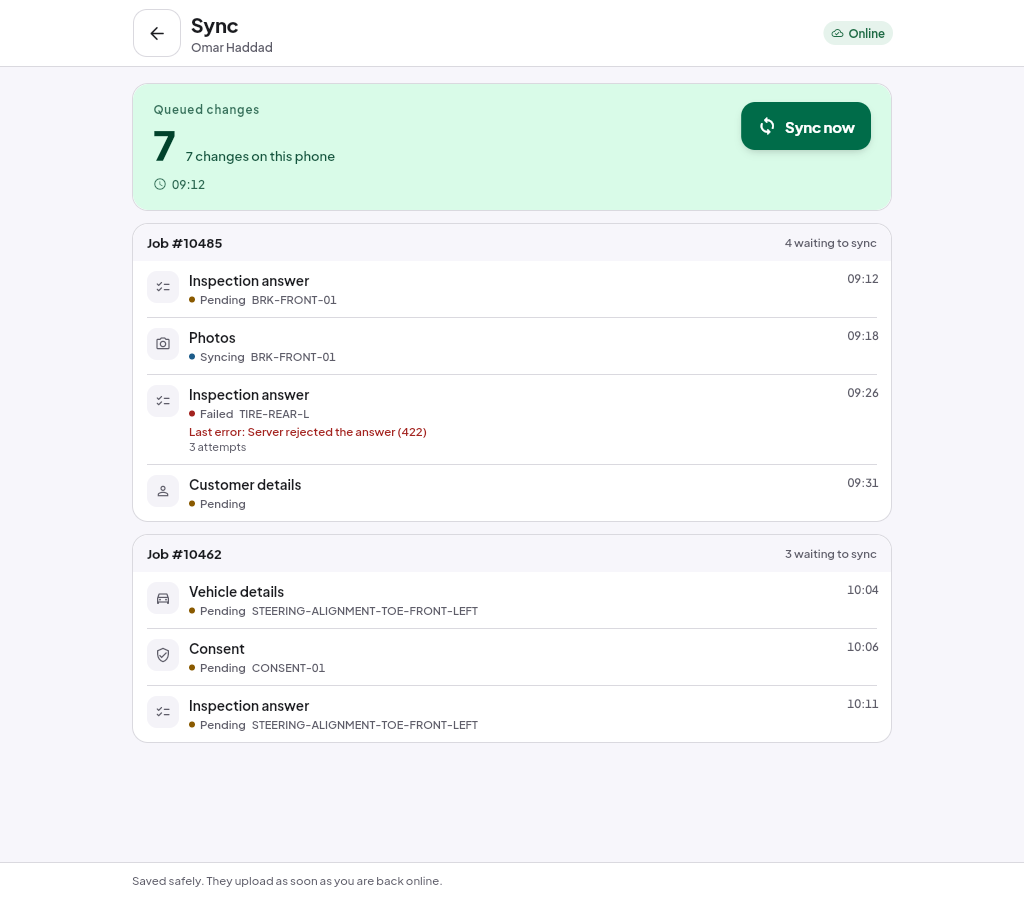 Sync
Omar Haddad
Online
Queued changes
7 7 changes on this phone
09:12
Sync now
Job #10485
4 waiting to sync
Inspection answer
09:12
Pending BRK-FRONT-01
Photos
09:18
Syncing BRK-FRONT-01
Inspection answer
09:26
Failed TIRE-REAR-L
Last error: Server rejected the answer (422)
3 attempts
Customer details
09:31
Pending
Job #10462
3 waiting to sync
Vehicle details
10:04
Pending STEERING-ALIGNMENT-TOE-FRONT-LEFT
Consent
10:06
Pending CONSENT-01
Inspection answer
10:11
Pending STEERING-ALIGNMENT-TOE-FRONT-LEFT
Saved safely. They upload as soon as you are back online.